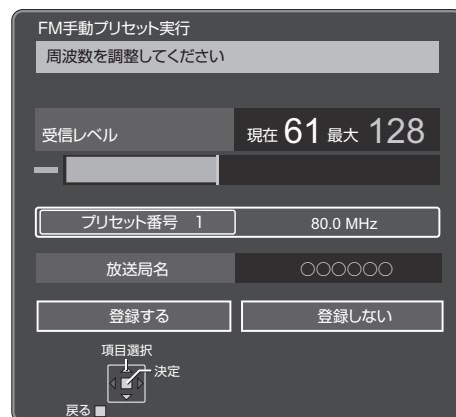 FM手動プリセット実行
周波数を調整してください
受信レベル 現在 61 最大 128
プリセット番号 1 80.0 MHz
放送局名 ○○○○○○
登録する 登録しない
項目選択
決定
戻る